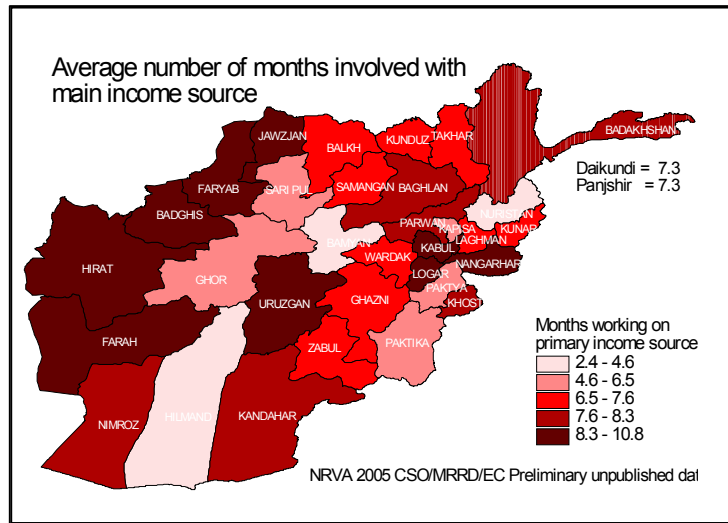 Average number of months involved with
main income source
JAWZJAN
BALKH
KUNDUZ
TAKHAR
BADAKHSHAN
Daikundi = 7.3
Panjshir = 7.3
FARYAB
SARI PUL
SAMANGAN
BAGHLAN
BADGHIS
NURISTAN
PARWAN
KAPISA
KUNAR
BAMYAN
KABUL
LAGHMAN
WARDAK
NANGARHAR
HIRAT
GHOR
LOGAR
PAKTYA
KHOST
URUZGAN
GHAZNI
FARAH
ZABUL
PAKTIKA
NIMROZ
HILMAND
KANDAHAR
Months working on
primary income source
2.4 - 4.6
4.6 - 6.5
6.5 - 7.6
7.6 - 8.3
8.3 - 10.8
NRVA 2005 CSO/MRRD/EC Preliminary unpublished dat